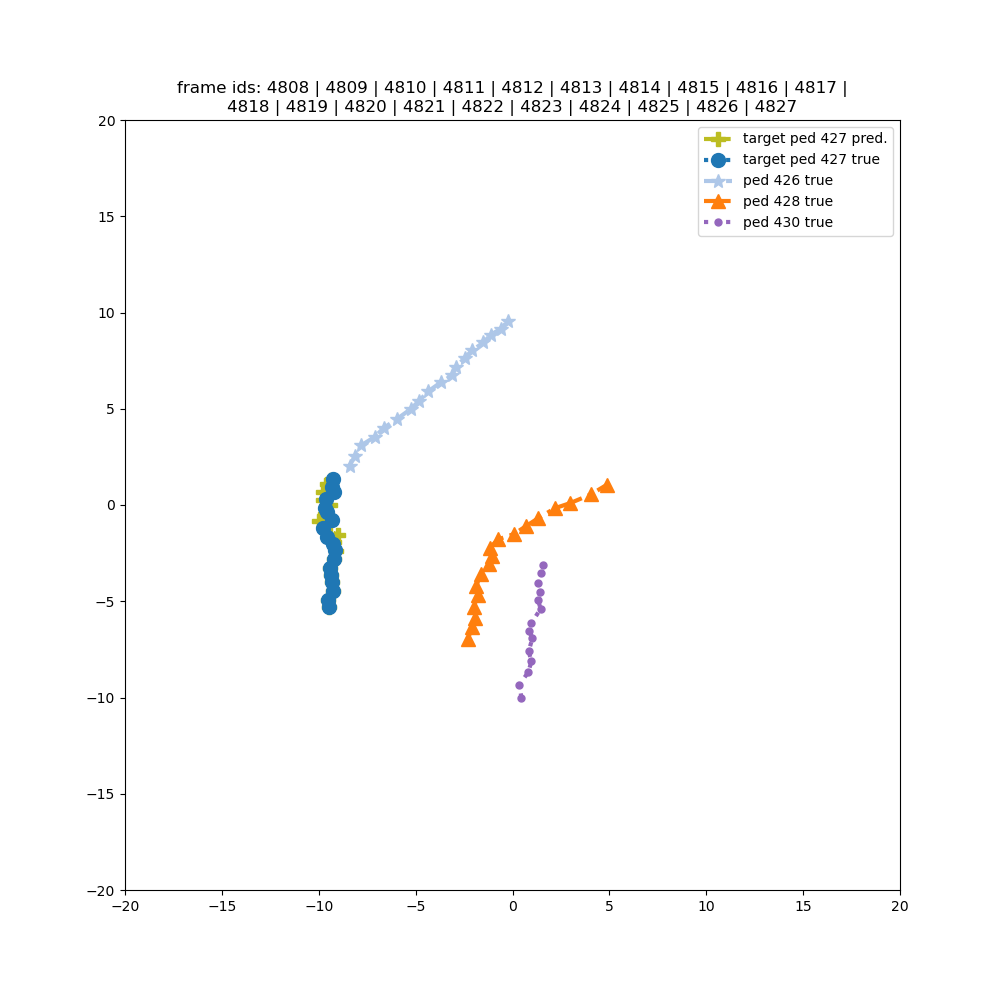 frame ids: 4808 | 4809 | 4810 | 4811 | 4812 | 4813 | 4814 | 4815 | 4816 | 4817 |
4818 | 4819 | 4820 | 4821 | 4822 | 4823 | 4824 | 4825 | 4826 | 4827
target ped 427 pred.
target ped 427 true
ped 426 true
ped 428 true
ped 430 true
20
15
10
5
0
−5
−10
−15
−20
−20 −15 −10 −5 0 5 10 15 20